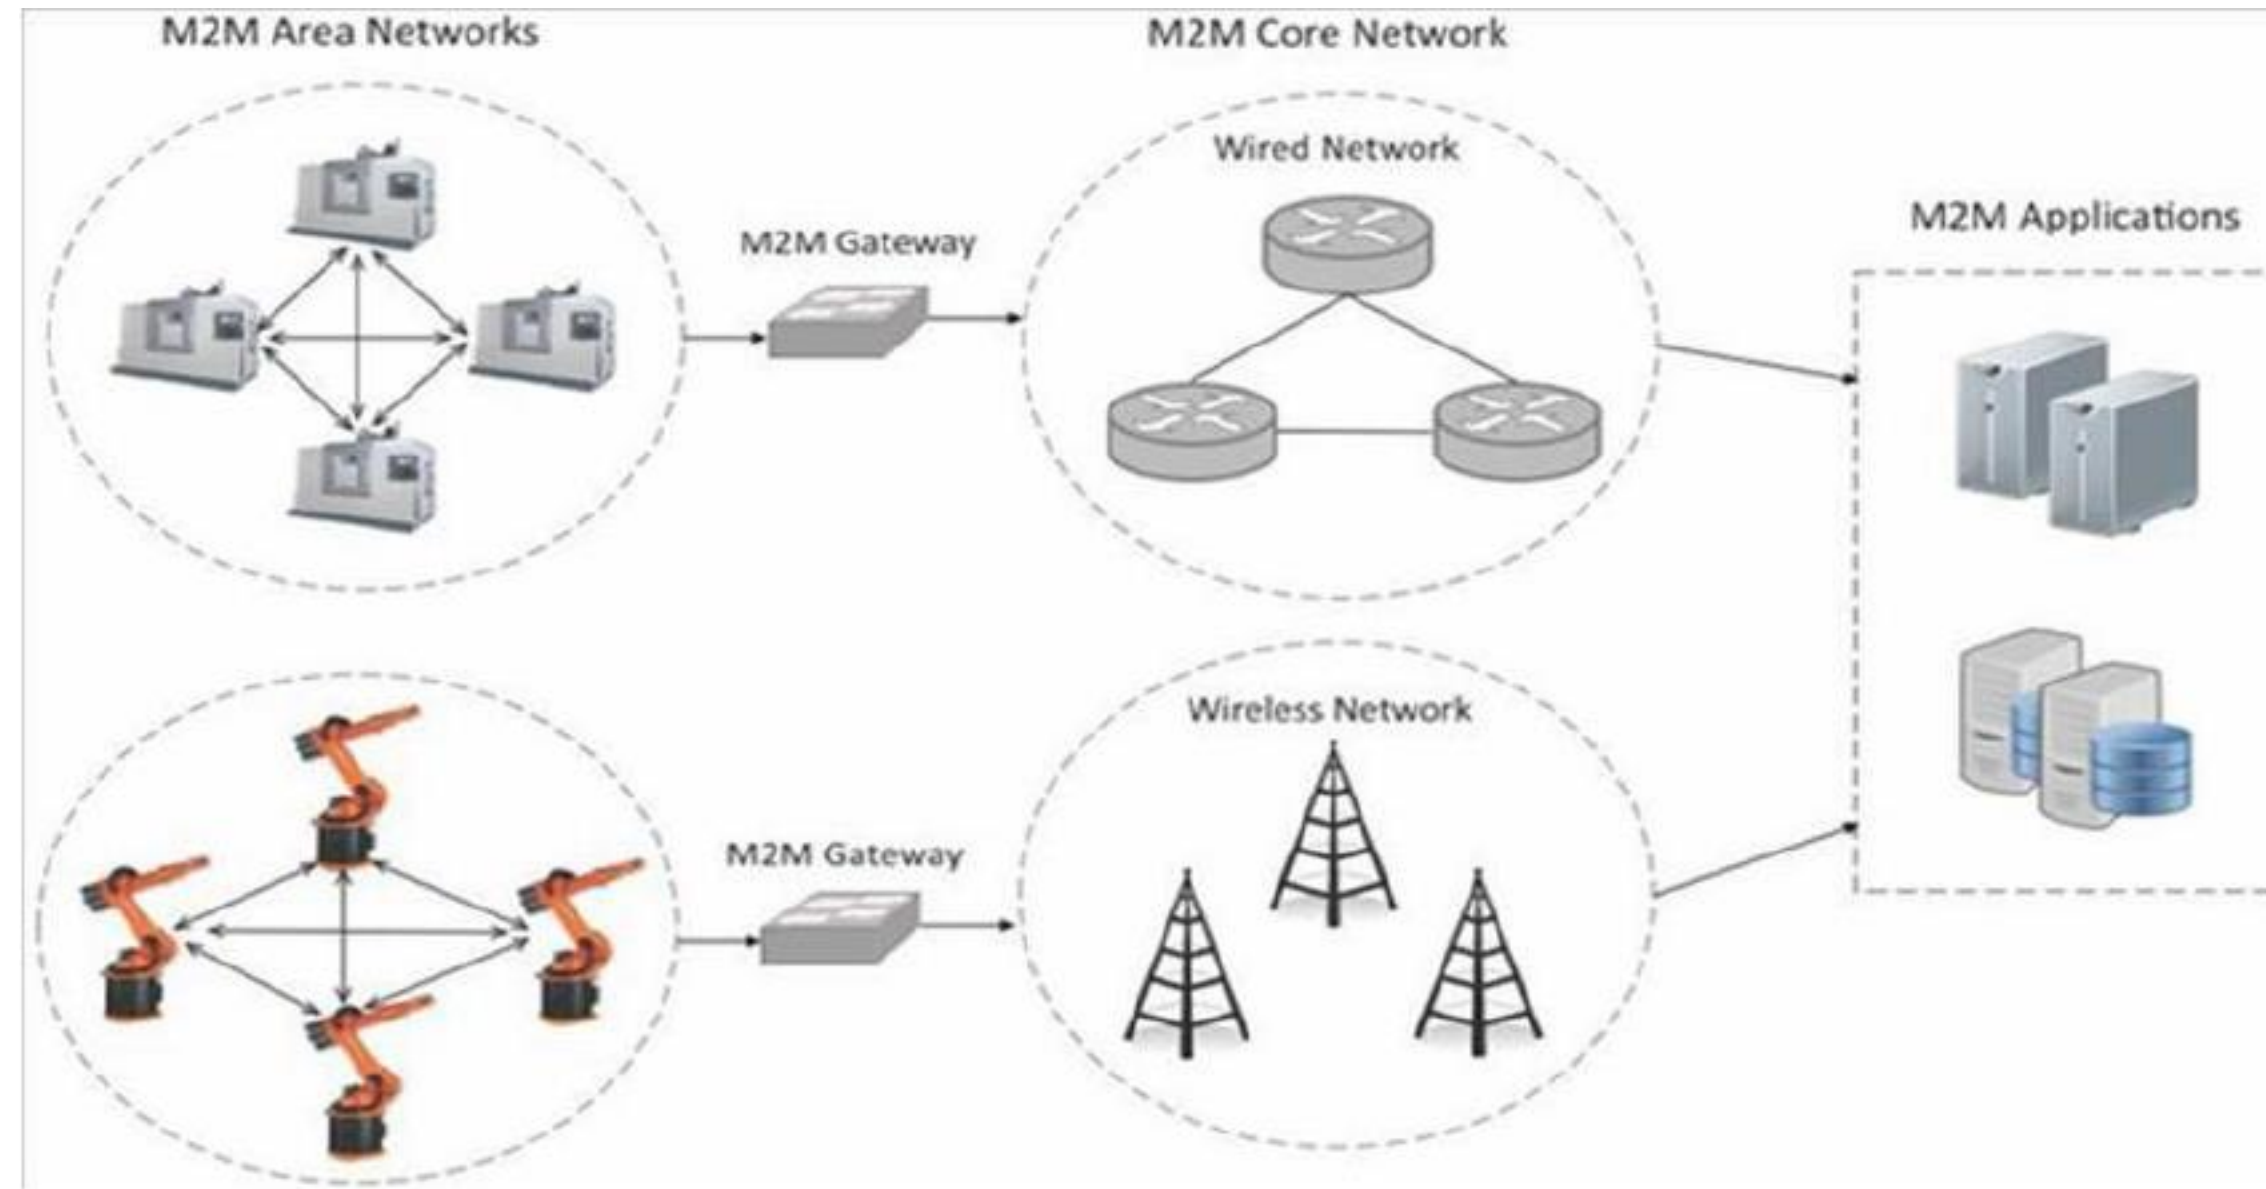 M2M Area Networks
M2M Core Network
Wired Network
M2M Gateway
M2M Applications
Wireless Network
M2M Gateway